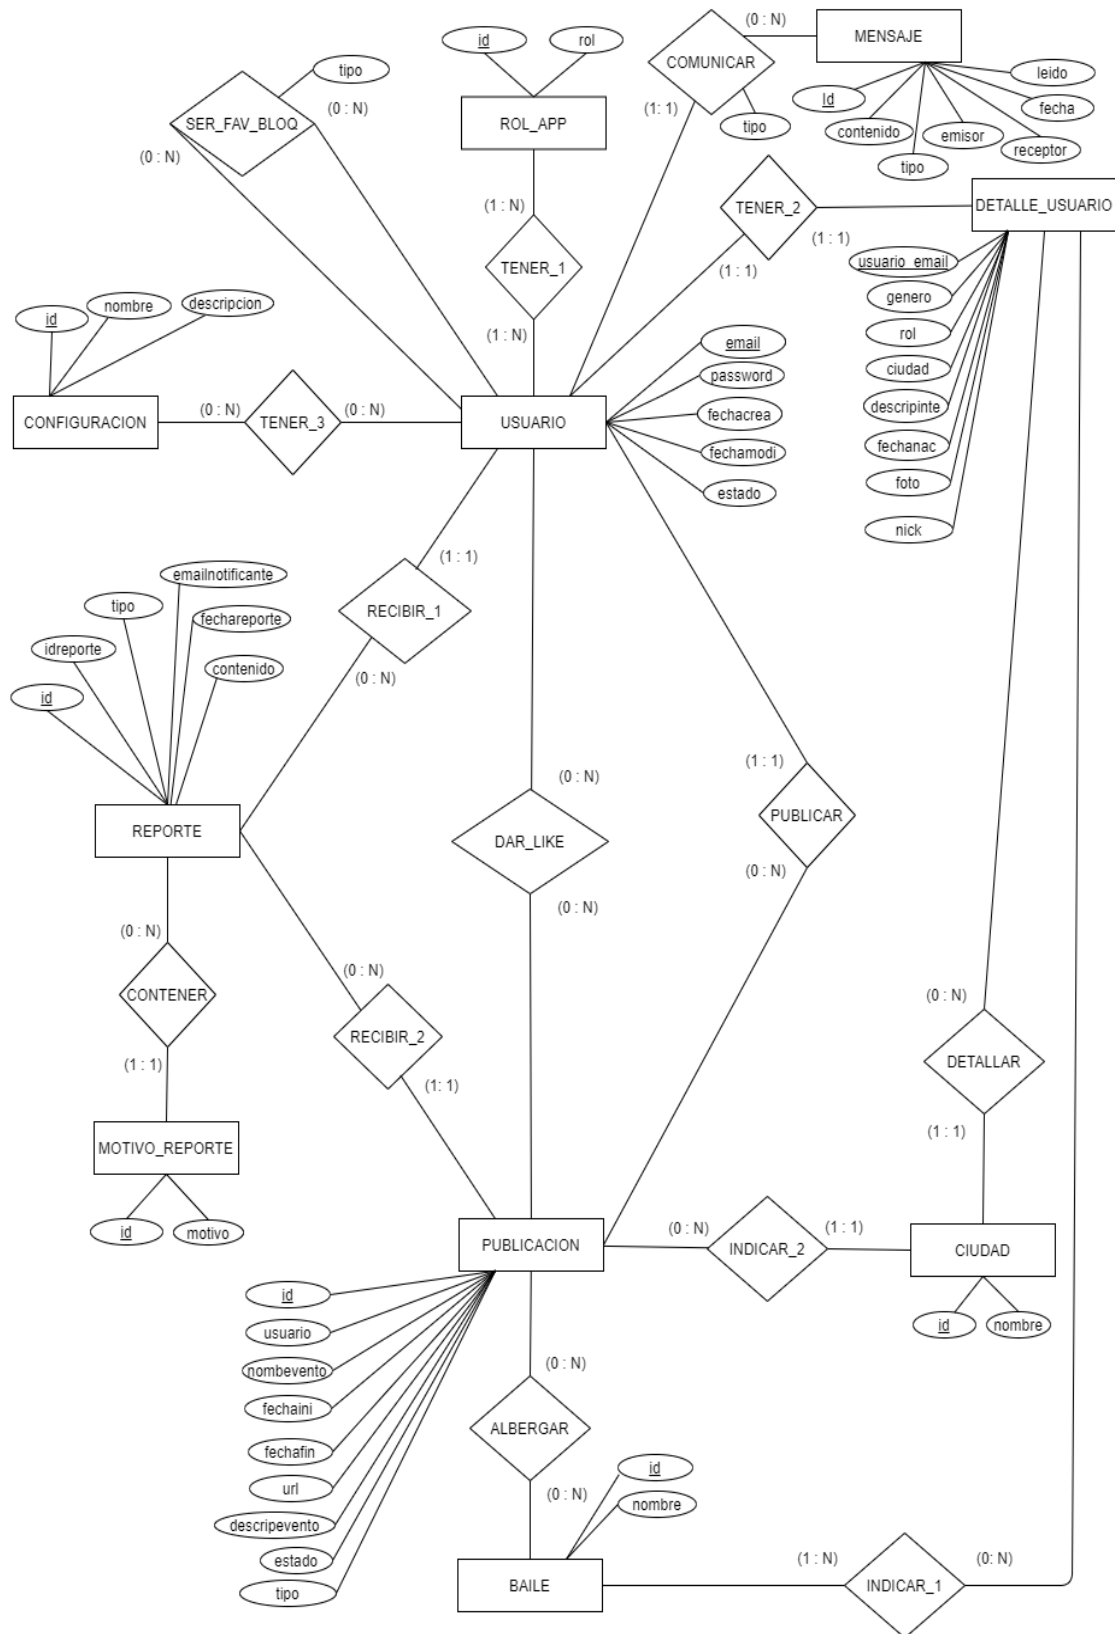 id
rol
(0 : N)
MENSAJE
COMUNICAR
tipo
leido
SER_FAV_BLOQ
(0 : N)
ROL_APP
(1: 1)
tipo
Id
fecha
contenido
emisor
receptor
tipo
(0 : N)
(1 : N)
TENER_2
DETALLE_USUARIO
(1 : 1)
TENER_1
(1 : 1)
usuario_email
genero
id
nombre
descripcion
(1 : N)
rol
email
ciudad
password
CONFIGURACION
(0 : N)
TENER_3
(0 : N)
USUARIO
fechacrea
descripinte
fechamodi
fechanac
estado
foto
nick
(1 : 1)
emailnotificante
tipo
RECIBIR_1
fechareporte
idreporte
(0 : N)
contenido
id
(0 : N)
(1 : 1)
REPORTE
DAR_LIKE
PUBLICAR
(0 : N)
(0 : N)
(0 : N)
(0 : N)
(0 : N)
CONTENER
RECIBIR_2
DETALLAR
(1 : 1)
(1: 1)
(1 : 1)
MOTIVO_REPORTE
id
motivo
PUBLICACION
(0 : N)
INDICAR_2
(1 : 1)
CIUDAD
id
nombre
id
usuario
nombevento
fechaini
fechafin
url
descripevento
estado
tipo
(0 : N)
ALBERGAR
(0 : N)
id
nombre
BAILE
(1 : N)
INDICAR_1
(0: N)